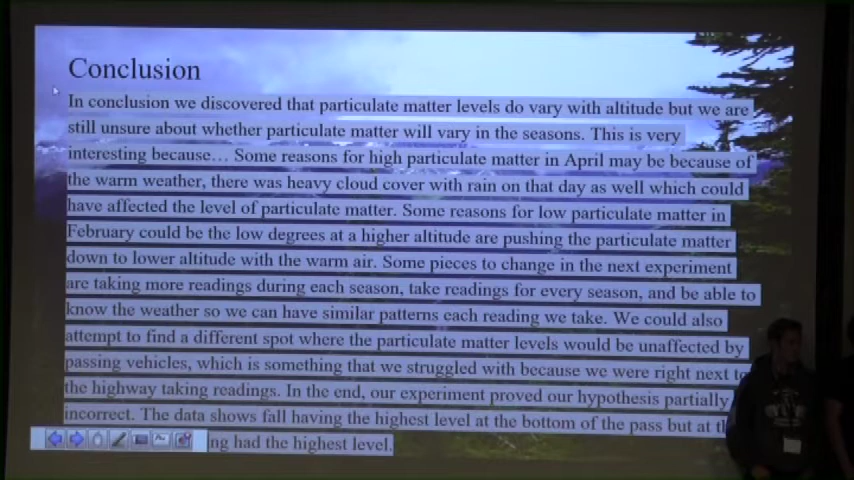 Conclusion
In conclusion we discovered that particulate matter levels do vary with altitude but we are
still unsure about whether particulate matter will vary in the seasons. This is very
interesting because… Some reasons for high particulate matter in April may be because of
the warm weather, there was heavy cloud cover with rain on that day as well which could
have affected the level of particulate matter. Some reasons for low particulate matter in
February could be the low degrees at a higher altitude are pushing the particulate matter
down to lower altitude with the warm air. Some pieces to change in the next experiment
are taking more readings during each season, take readings for every season, and be able to
know the weather so we can have similar patterns each reading we take. We could also
attempt to find a different spot where the particulate matter levels would be unaffected by
passing vehicles, which is something that we struggled with because we were right next to
the highway taking readings. In the end, our experiment proved our hypothesis partially
incorrect. The data shows fall having the highest level at the bottom of the pass but at
had the highest level.